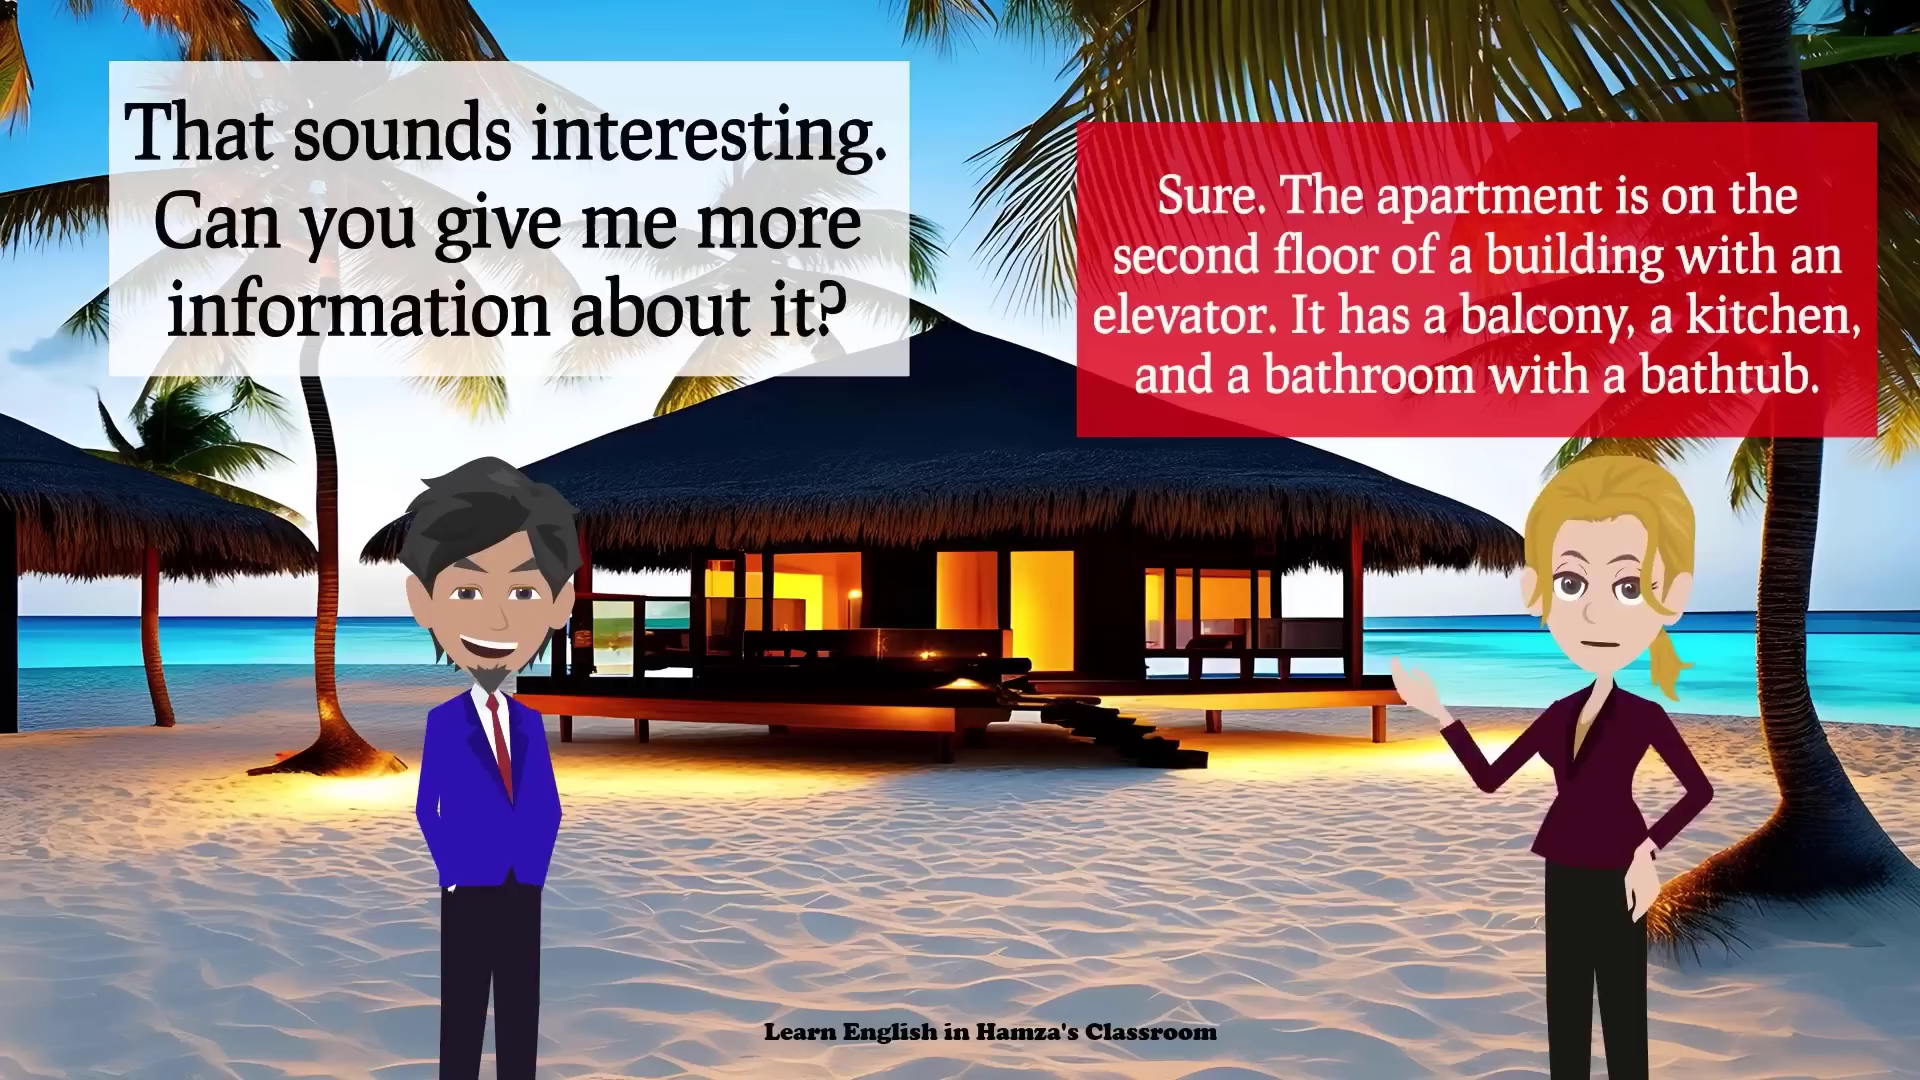 That sounds interesting.
Can you give me more
information about it?
Sure. The apartment is on the
second floor of a building with an
elevator. It has a balcony, a kitchen,
and a bathroom with a bathtub.
Learn English in Hamza's Classroom